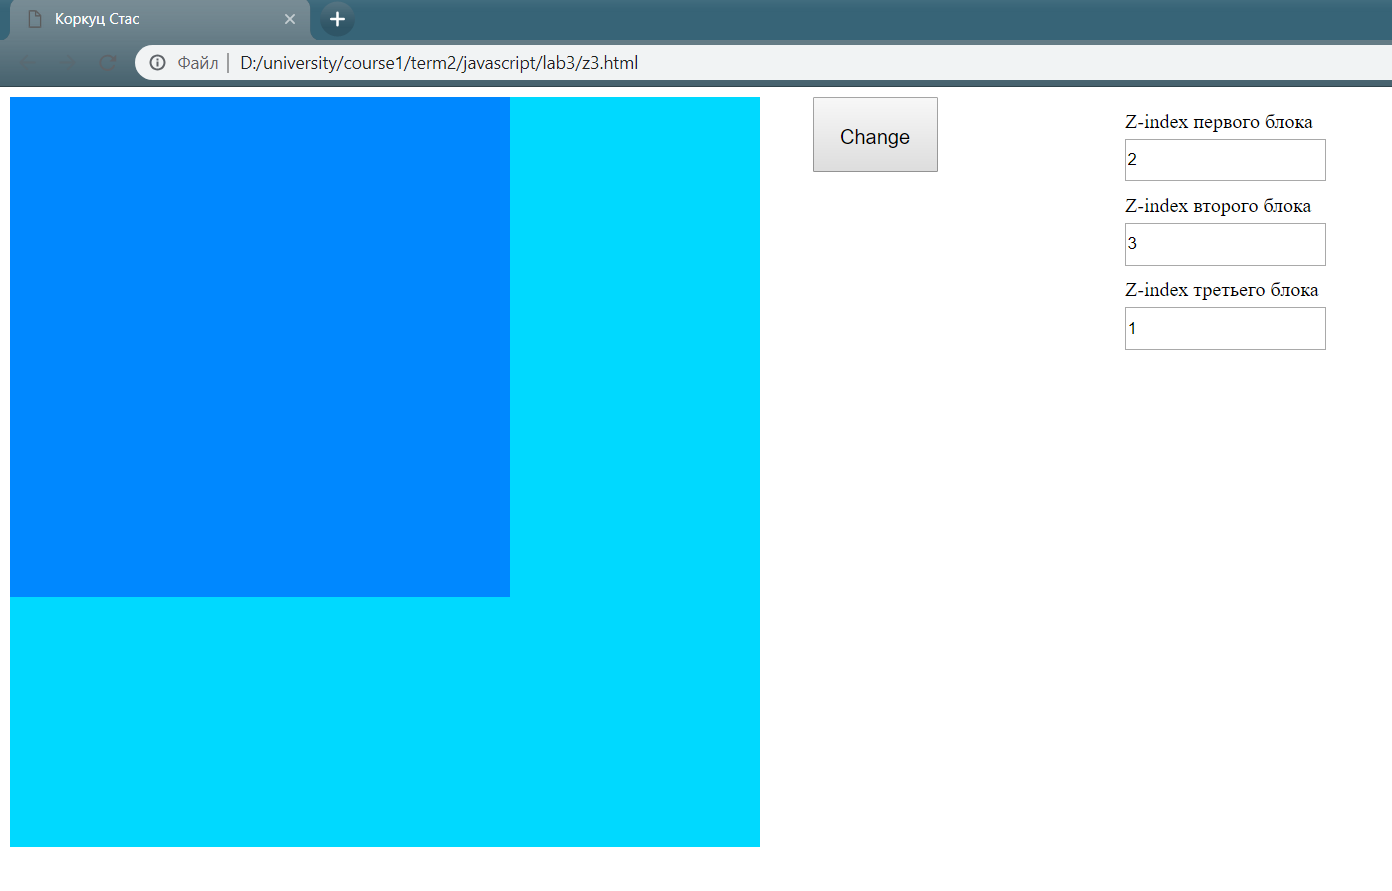 Коркуц Стас
Файл | D:/university/course1/term2/javascript/lab3/z3.html
Change
Z-index первого блока
2
Z-index второго блока
3
Z-index третьего блока
1